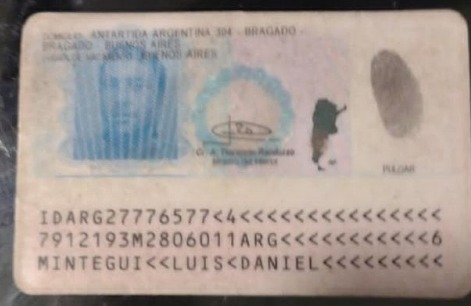 DOMICILIO: ANTARTIDA ARGENTINA 304 - BRAGADO -
BRAGADO - BUENOS AIRES
LUGAR DE NACIMIENTO: BUENOS AIRES
PULGAR
IDARG27776577<4<<<<<<<<<<<<<<<
7912193M2806011ARG<<<<<<<<<<<6
MINTEGUI<<LUIS<DANIEL<<<<<<<<<